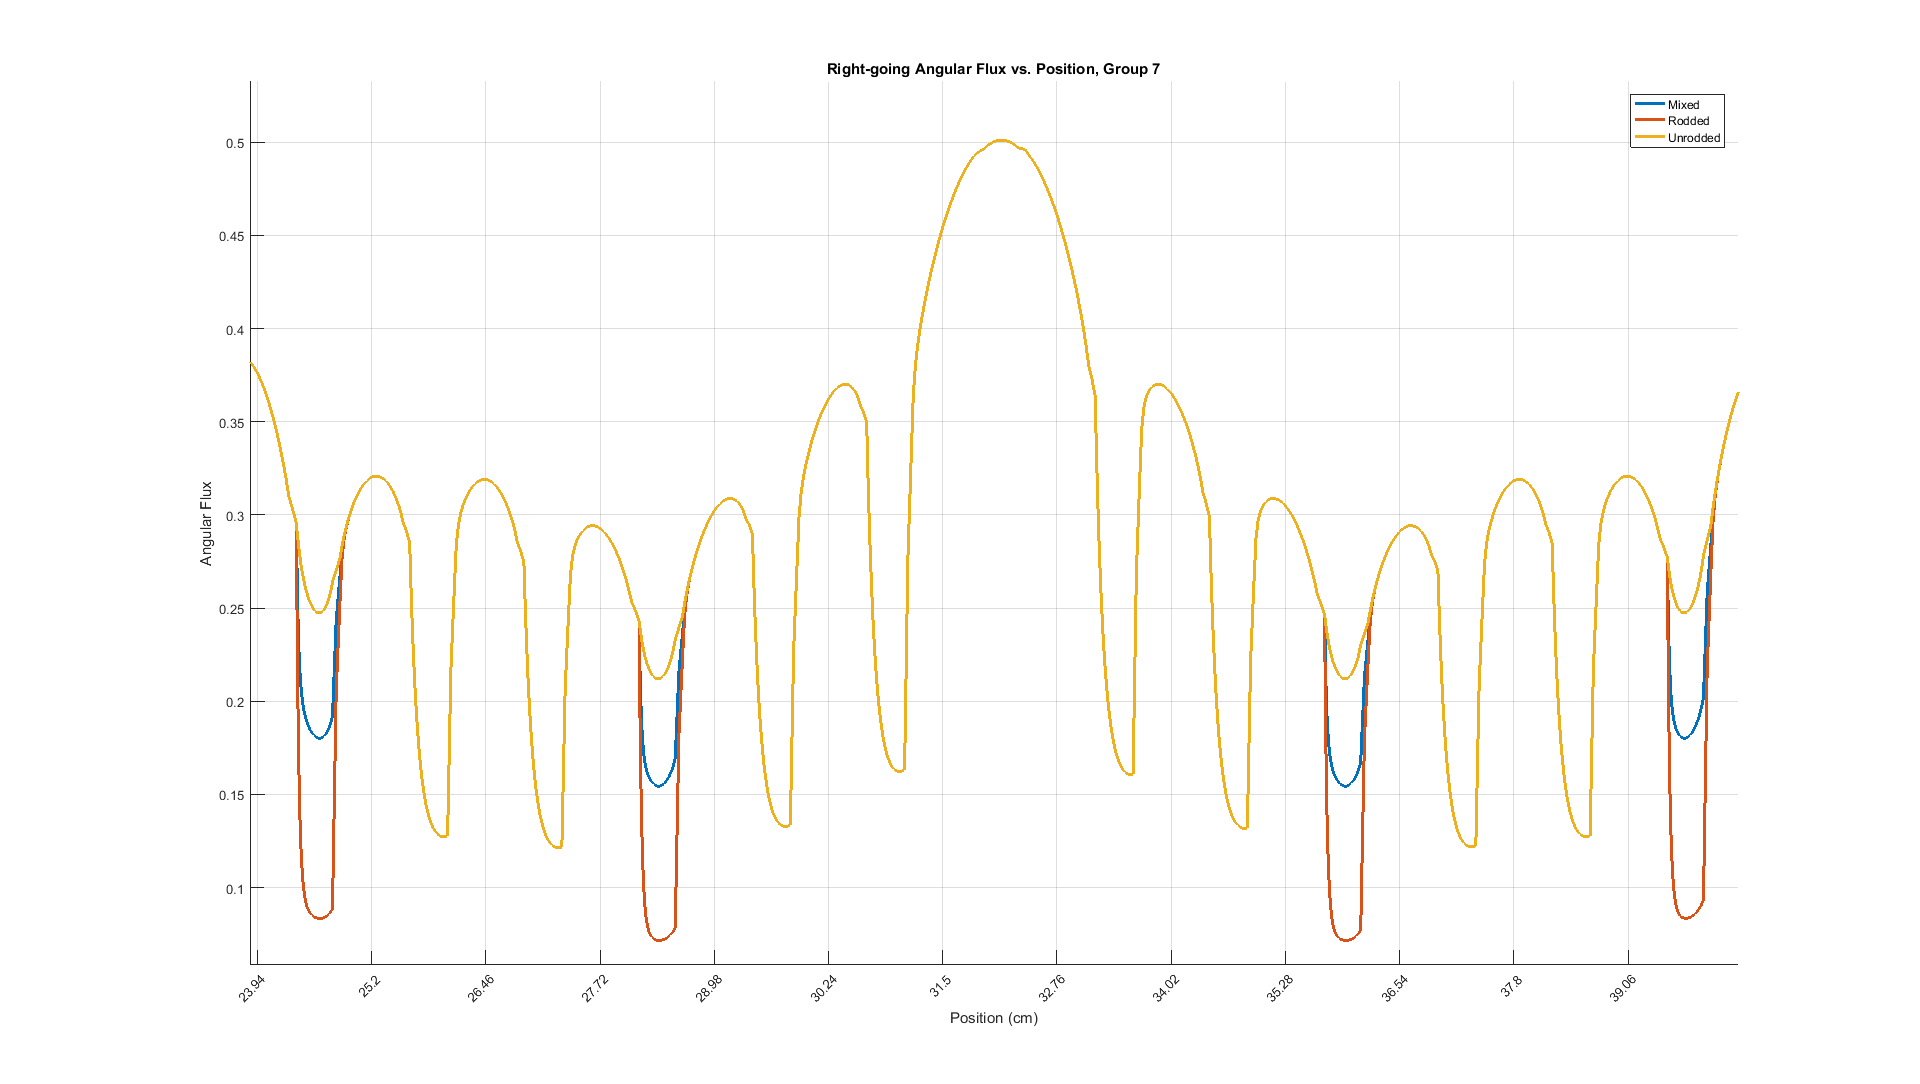 Right-going Angular Flux vs. Position, Group 7
Mixed
Rodded
Unrodded
Angular Flux
0.5
0.45
0.4
0.35
0.3
0.25
0.2
0.15
0.1
23.94 25.2 26.46 27.72 28.98 30.24 31.5 32.76 34.02 35.28 36.54 37.8 39.06
Position (cm)